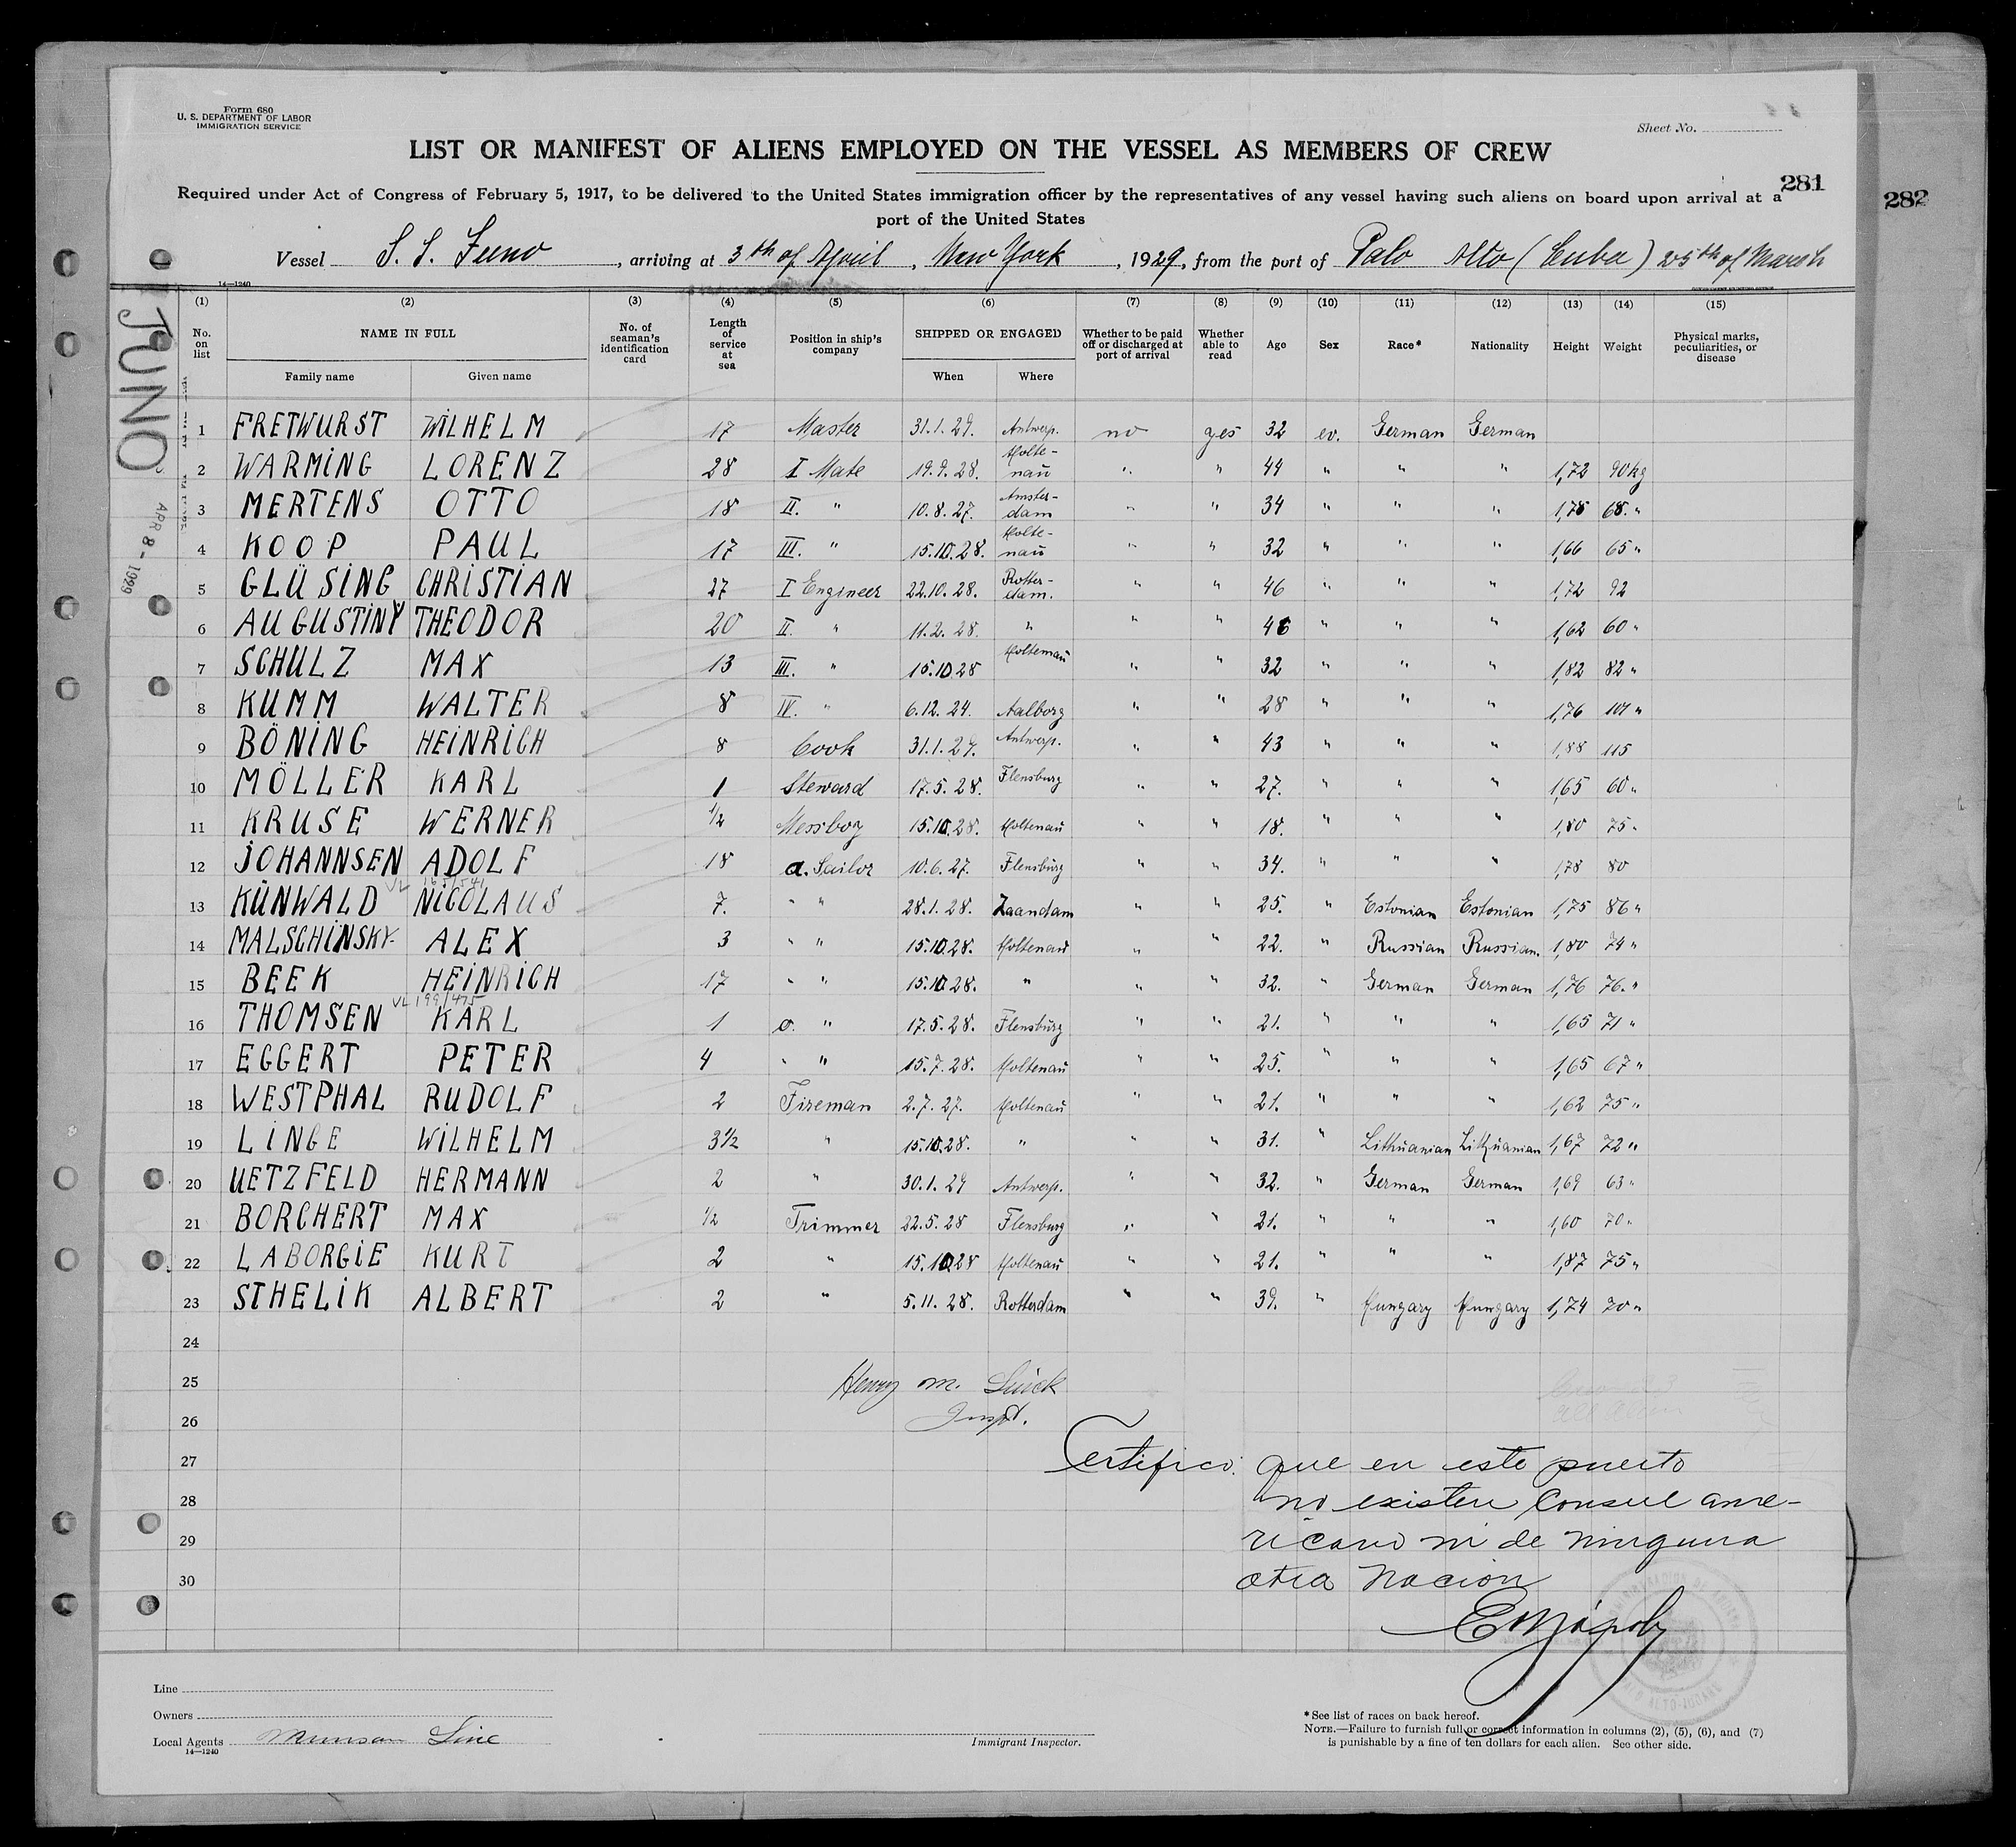 Form 680
U. S. DEPARTMENT OF LABOR
IMMIGRATION SERVICE
Sheet No.
LIST OR MANIFEST OF ALIENS EMPLOYED ON THE VESSEL AS MEMBERS OF CREW
281
282
Required under Act of Congress of February 5, 1917, to be delivered to the United States immigration officer by the representatives of any vessel having such aliens on board upon arrival at a
port of the United States
Vessel S. S. Juno, arriving at 3th of April, New York, 1929, from the port of Palo Alto (Cuba) 25th of Marsh
14—1240
JUNO
APR 8 - 1929
(1) (2) (3) (4) (5) (6) (7) (8) (9) (10) (11) (12) (13) (14) (15)
No. on list NAME IN FULL No. of seaman's identification card Length of service at sea Position in ship's company SHIPPED OR ENGAGED Whether to be paid off or discharged at port of arrival Whether able to read Age Sex Race* Nationality Height Weight Physical marks, peculiarities, or disease
Family name Given name When Where
1 FRETWURST WILHELM 17 Master 31.1.29. Antwerp. no yes 32 German German
2 WARMING LORENZ 28 I Mate 19.9.28. Holtenau " " 44 " " " 1,72 90kg
3 MERTENS OTTO 18 II. " 10.8.27. Amster-dam " " 34 " " " 1,78 68. "
4 KOOP PAUL 17 III. " 15.10.28. Holte-nau " " 32 " " " 1,66 65 "
5 GLÜSING CHRISTIAN 27 I Engineer 22.10.28. Rotter-dam. " " 46 " " " 1,72 92
6 AUGUSTINY THEODOR 20 II. " 11.2.28. " " " 46 " " " 1,62 60 "
7 SCHULZ MAX 13 III. " 15.10.28 Holtenau " " 32 " " " 1,82 82 "
8 KUMM WALTER 8 IV. " 6.12.24. Aalborg " " 28 " " " 1,76 "
9 BÖNING HEINRICH 8 Cook 31.1.29. Antwerp. " " 43 " " " 1,88 115
10 MÖLLER KARL 1 Steward 17.5.28. Flensburg " " 27. " " " 1,65 60 "
11 KRUSE WERNER 1/2 Messboy 15.10.28. Holtenau " " 18. " " " 1,80 75 "
12 JOHANNSEN ADOLF 18 a. Sailor 10.6.27. Flensburg " " 34. " " " 1,78 80
13 KÜNWALD NICOLAUS 7. " " 28.1.28. Zaandam " " 25. " Estonian Estonian 1,75 86 "
14 MALSCHINSKY ALEX 3 " " 15.10.28. Holtenau " " 22. " Russian Russian. 1,80 74 "
15 BEEK HEINRICH 17 " " 15.10.28. " " " 32. " German German 1,76 76. "
VL 199/475
16 THOMSEN KARL 1 o. " 17.5.28. Flensburg " " 21. " " " 1,65 71 "
17 EGGERT PETER 4 " " 15.7.28. Holtenau " " 25. " " " 1,65 67 "
18 WESTPHAL RUDOLF 2 Fireman 2.7.27. Holtenau " " 21. " " " 1,62 75 "
19 LINGE WILHELM 3 1/2 " 15.10.28. " " " 31. " Lithuanian Lithuanian 1,67 72 "
20 UETZFELD HERMANN 2 " 30.1.29 Antwerp. " " 32. " German German 1,69 63 "
21 BORCHERT MAX 1/2 Trimmer 22.5.28 Flensburg " " 21. " " " 1,60 70 "
22 LABORGIE KURT 2 " 15.10.28 Holtenau " " 21. " " " 1,87 75 "
23 STHELIK ALBERT 2 " 5.11.28. Rotterdam " " 39. " Hungary Hungary 1,74 70 "
24
25
26
27
28
29
30
Henry M.
Inspt.
Certifico: que en este puerto
no existen Consul ame-
ricano ni de ninguna
otra Nacion
Line
Owners
Local Agents Munson Line
14—1240
Immigrant Inspector.
*See list of races on back hereof.
NOTE.—Failure to furnish full or correct information in columns (2), (5), (6), and (7)
is punishable by a fine of ten dollars for each alien. See other side.